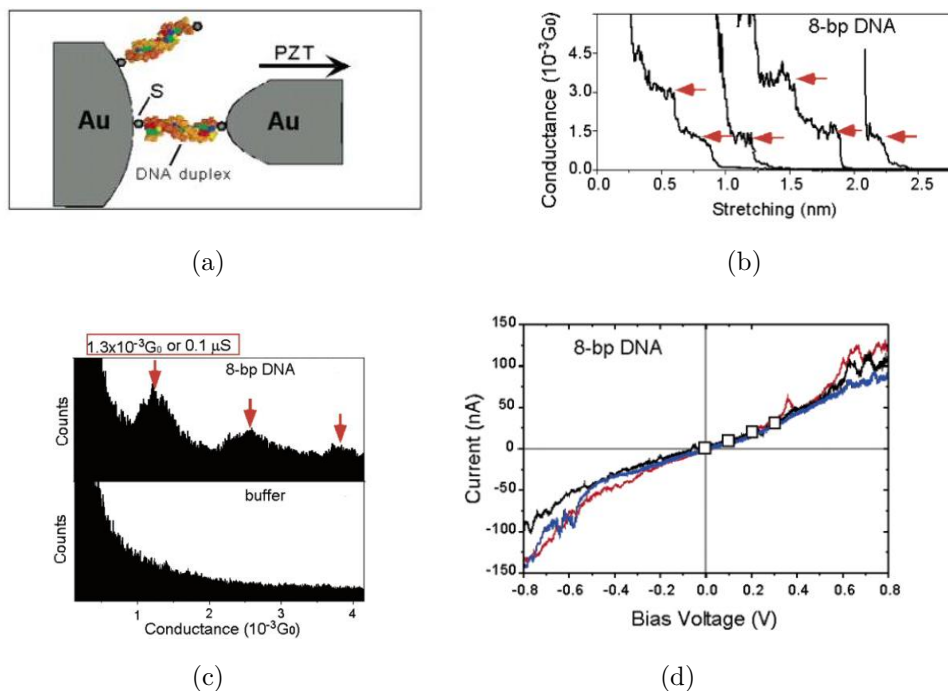 PZT
S
Au
Au
DNA duplex
(a)
8-bp DNA
Conductance (10⁻³G₀)
6.0
3.0
1.5
0.0
0.0
0.5
1.0
1.5
2.0
2.5
Stretching (nm)
(b)
1.3x10⁻³G₀ or 0.1 μS
8-bp DNA
Counts
buffer
Counts
1
2
3
4
Conductance (10⁻³G₀)
(c)
8-bp DNA
Current (nA)
150
100
50
0
-50
-100
-150
-0.8
-0.6
-0.4
-0.2
0.0
0.2
0.4
0.6
0.8
Bias Voltage (V)
(d)